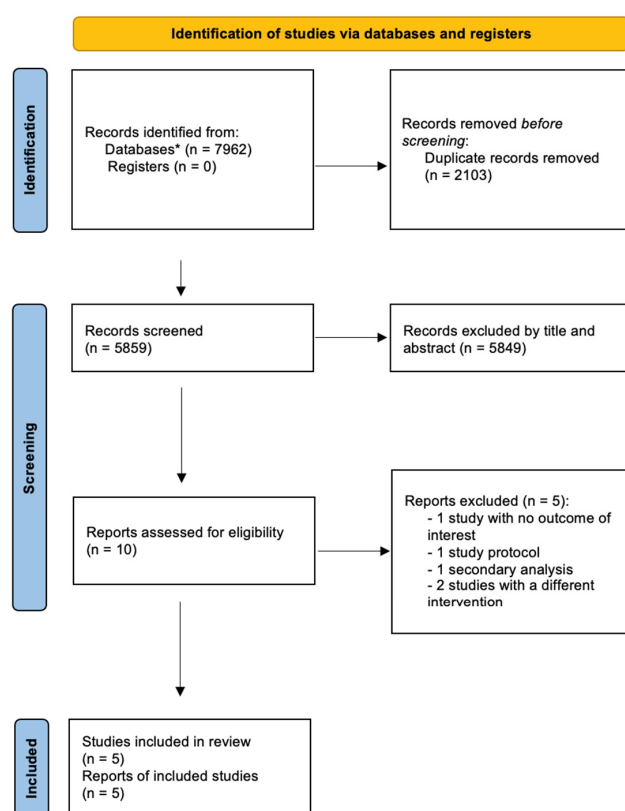 Identification of studies via databases and registers
Identification
Records identified from:
Databases* (n = 7962)
Registers (n = 0)
Records removed before
screening:
Duplicate records removed
(n = 2103)
Screening
Records screened
(n = 5859)
Records excluded by title and
abstract (n = 5849)
Reports assessed for eligibility
(n = 10)
Reports excluded (n = 5):
- 1 study with no outcome of
interest
- 1 study protocol
- 1 secondary analysis
- 2 studies with a different
intervention
Included
Studies included in review
(n = 5)
Reports of included studies
(n = 5)